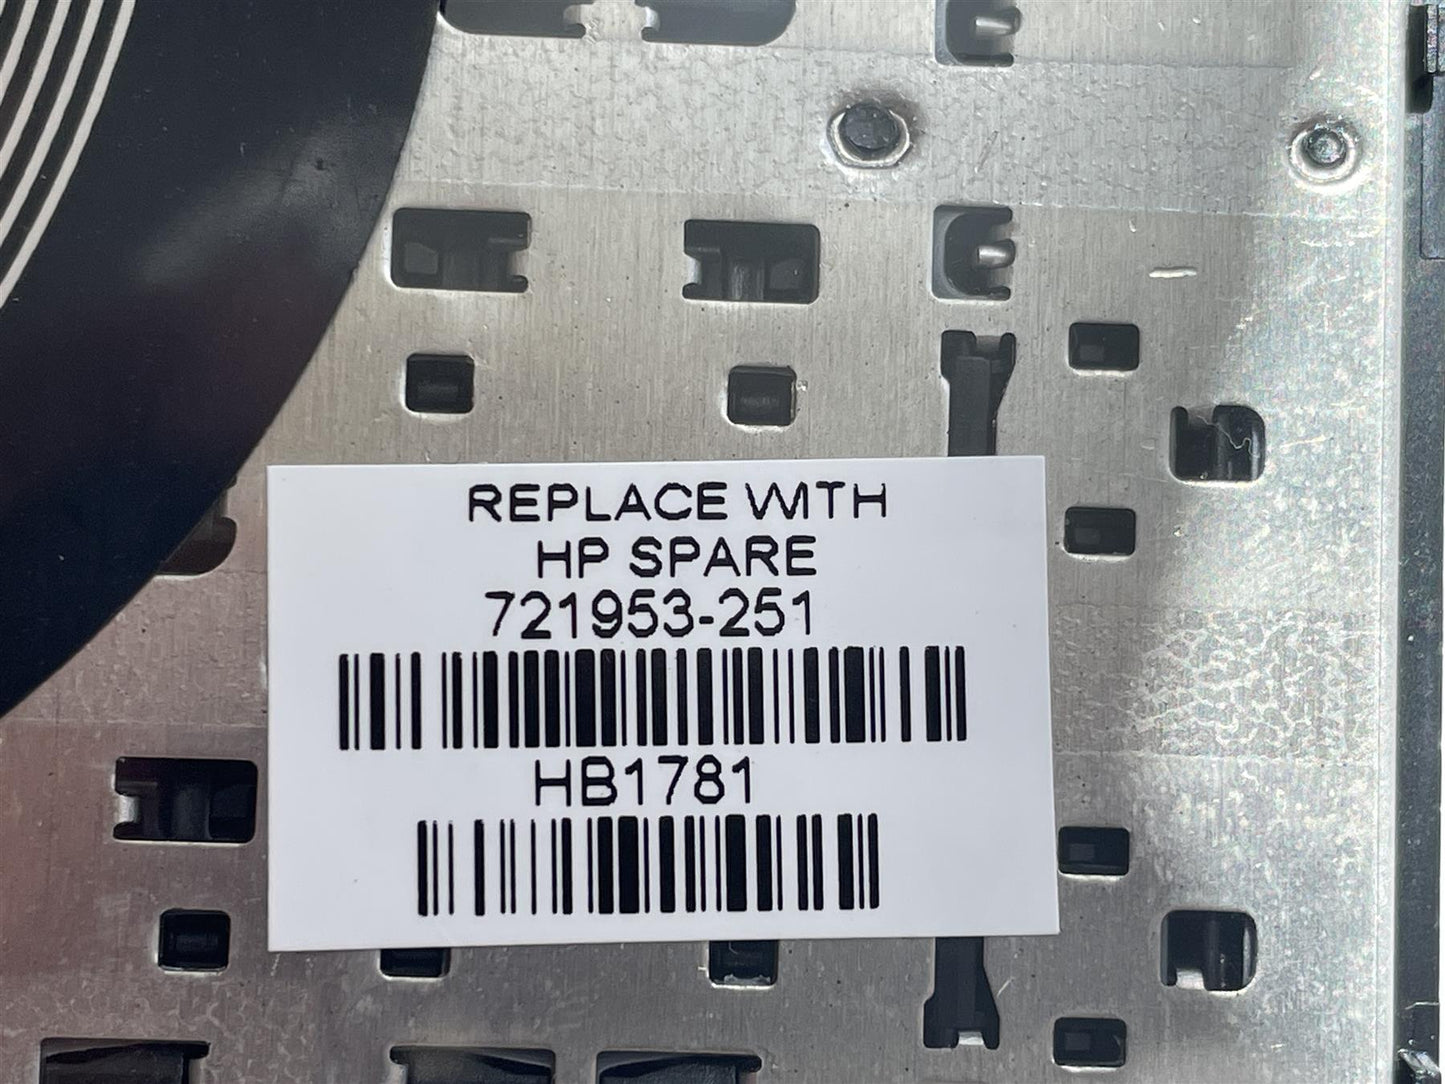 REPLACE WITH
HP SPARE
721953-251
HB1781